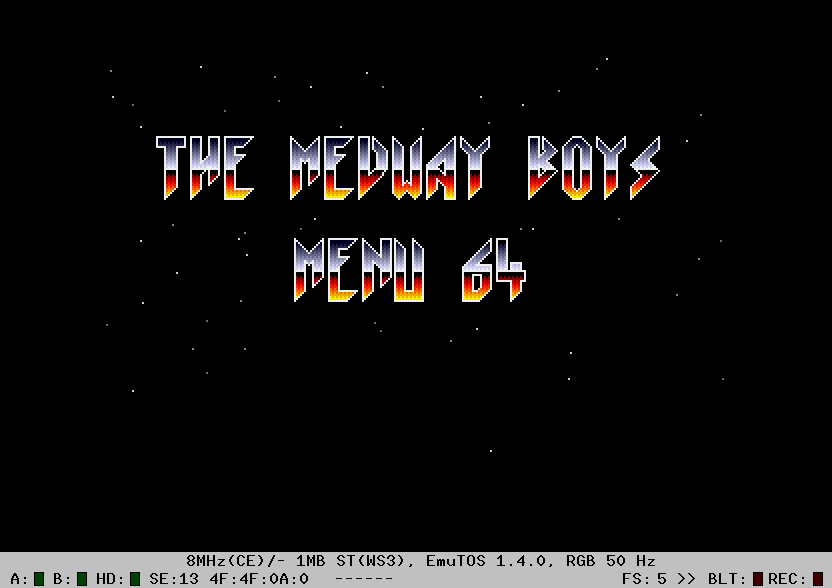 THE MEDWAY BOYS
MENU 64
8MHz(CE)/- 1MB ST(WS3), EmuTOS 1.4.0, RGB 50 Hz
A: B: HD: SE:13 4F:4F:0A:0 ------ FS: 5 >> BLT: REC: